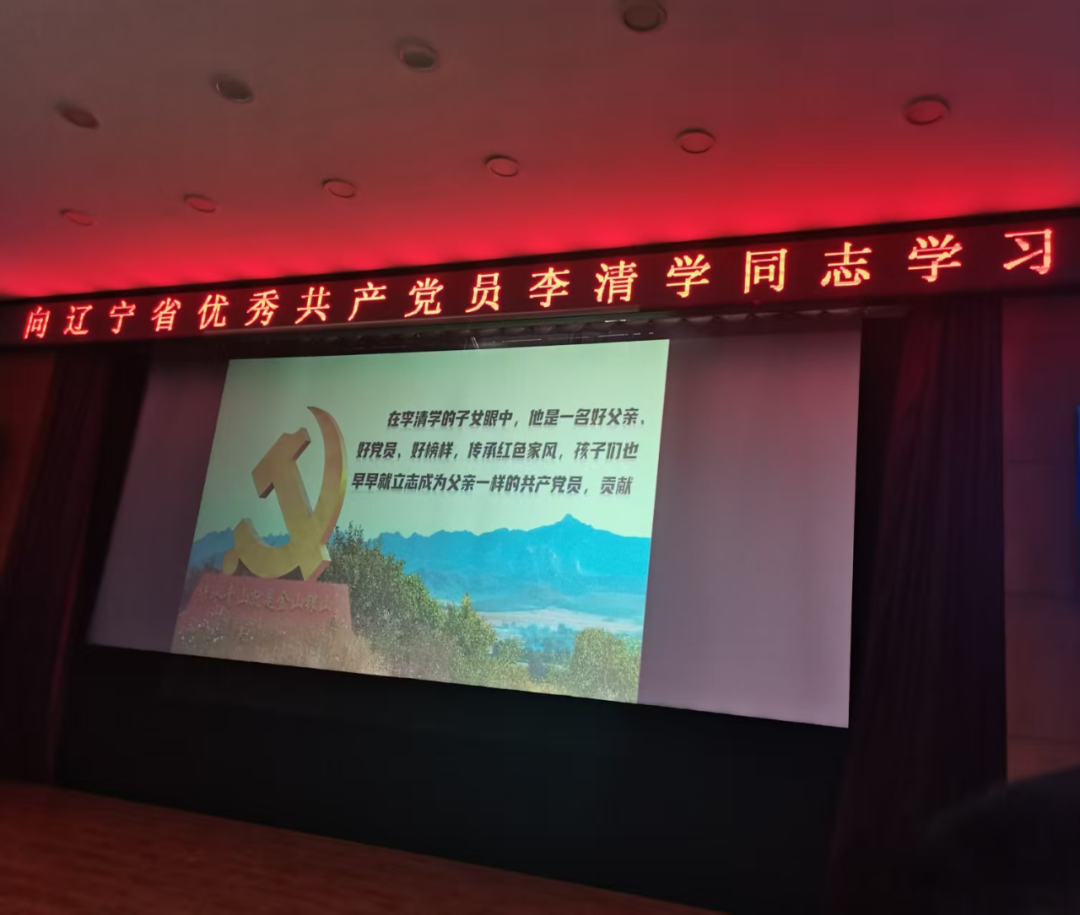 向辽宁省优秀共产党员李清学同志学习
在李清学的子女眼中，他是一名好父亲、
好党员、好榜样，传承红色家风，孩子们也
早早就立志成为父亲一样的共产党员，贡献